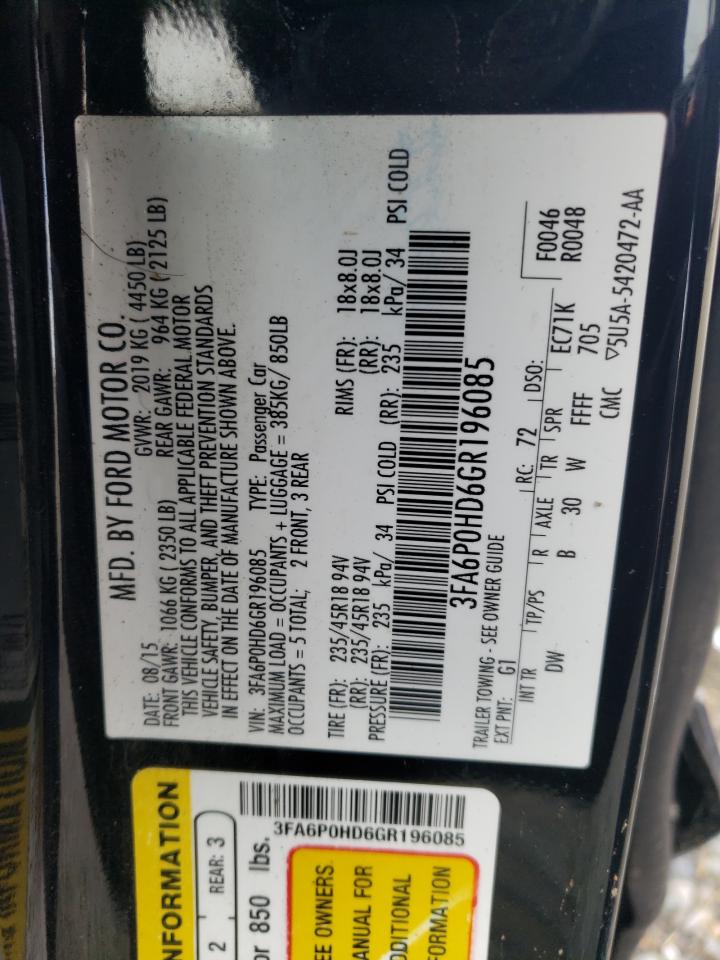 MFD. BY FORD MOTOR CO.
DATE: 08/15 GVWR: 2019 KG ( 4450 LB)
FRONT GAWR: 1066 KG ( 2350 LB) REAR GAWR: 964 KG ( 2125 LB)
THIS VEHICLE CONFORMS TO ALL APPLICABLE FEDERAL MOTOR
VEHICLE SAFETY, BUMPER, AND THEFT PREVENTION STANDARDS
IN EFFECT ON THE DATE OF MANUFACTURE SHOWN ABOVE.
VIN: 3FA6P0HD6GR196085 TYPE: Passenger Car
MAXIMUM LOAD = OCCUPANTS + LUGGAGE = 385KG/ 850LB
OCCUPANTS = 5 TOTAL; 2 FRONT, 3 REAR
TIRE (FR): 235/45R18 94V RIMS (FR): 18x8.0J
(RR): 235/45R18 94V (RR): 18x8.0J
PRESSURE (FR): 235 kPa/ 34 PSI COLD (RR): 235 kPa/ 34 PSI COLD
3FA6P0HD6GR196085
TRAILER TOWING - SEE OWNER GUIDE
EXT PNT: G1 RC: 72 DSO: F0046
R0048
INT TR TP/PS R AXLE TR SPR EC71K
DW B 30 W FFFF 705
CMC ▽5U5A-5420472-AA
NFORMATION
2 REAR: 3
or 850 lbs.
3FA6P0HD6GR196085
EE OWNERS
ANUAL FOR
DDITIONAL
FORMATION